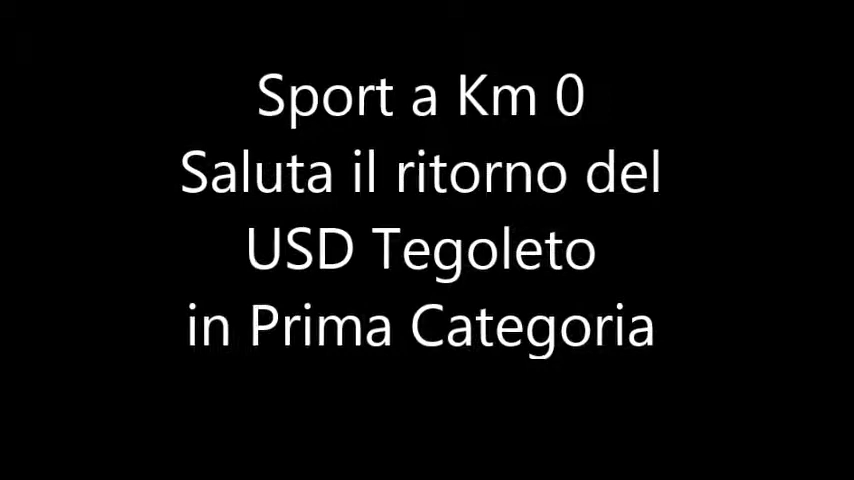 Sport a Km 0
Saluta il ritorno del
USD Tegoleto
in Prima Categoria